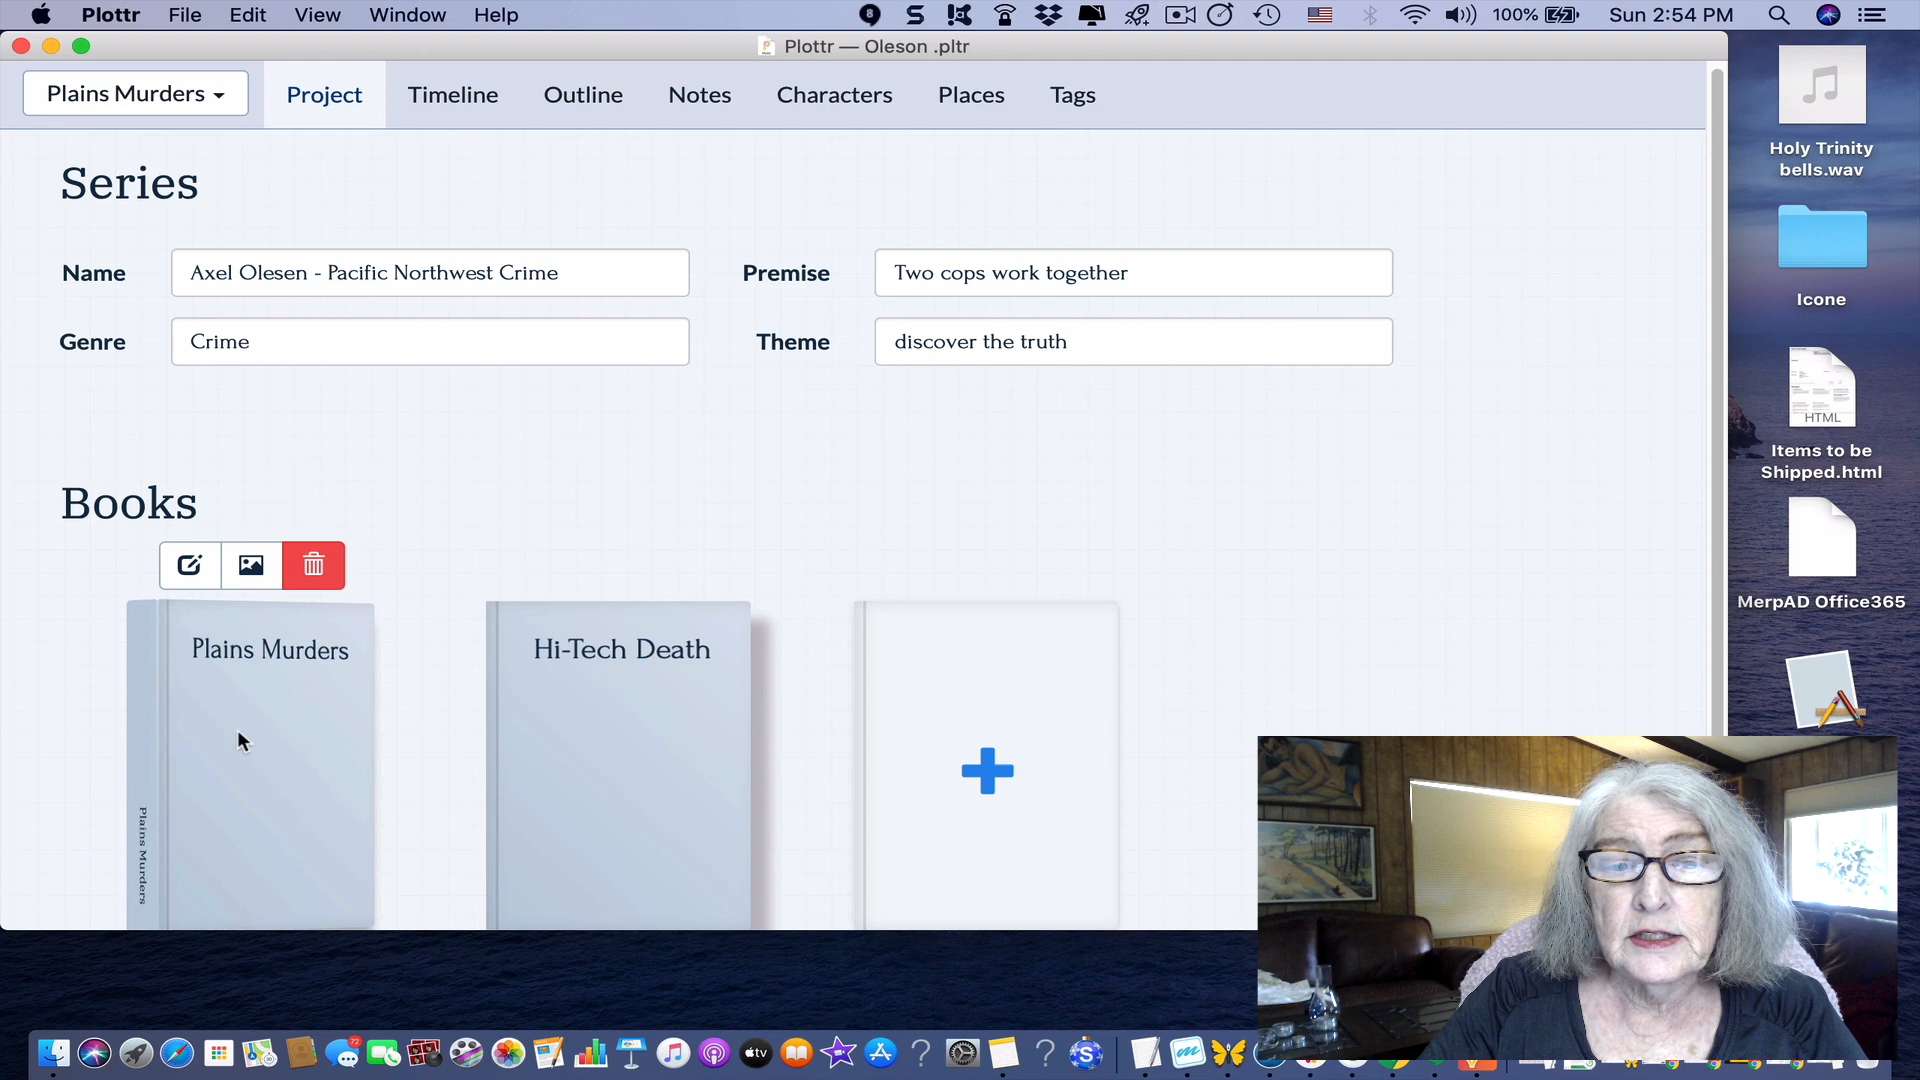 Plottr File Edit View Window Help
8
100%
Sun 2:54 PM
Plottr — Oleson .pltr
Plains Murders
Project Timeline Outline Notes Characters Places Tags
Series
Name
Axel Olesen - Pacific Northwest Crime
Premise
Two cops work together
Genre
Crime
Theme
discover the truth
Books
Plains Murders
Plains Murders
Hi-Tech Death
Holy Trinity
bells.wav
Icone
HTML
Items to be
Shipped.html
MerpAD Office365
72
tv